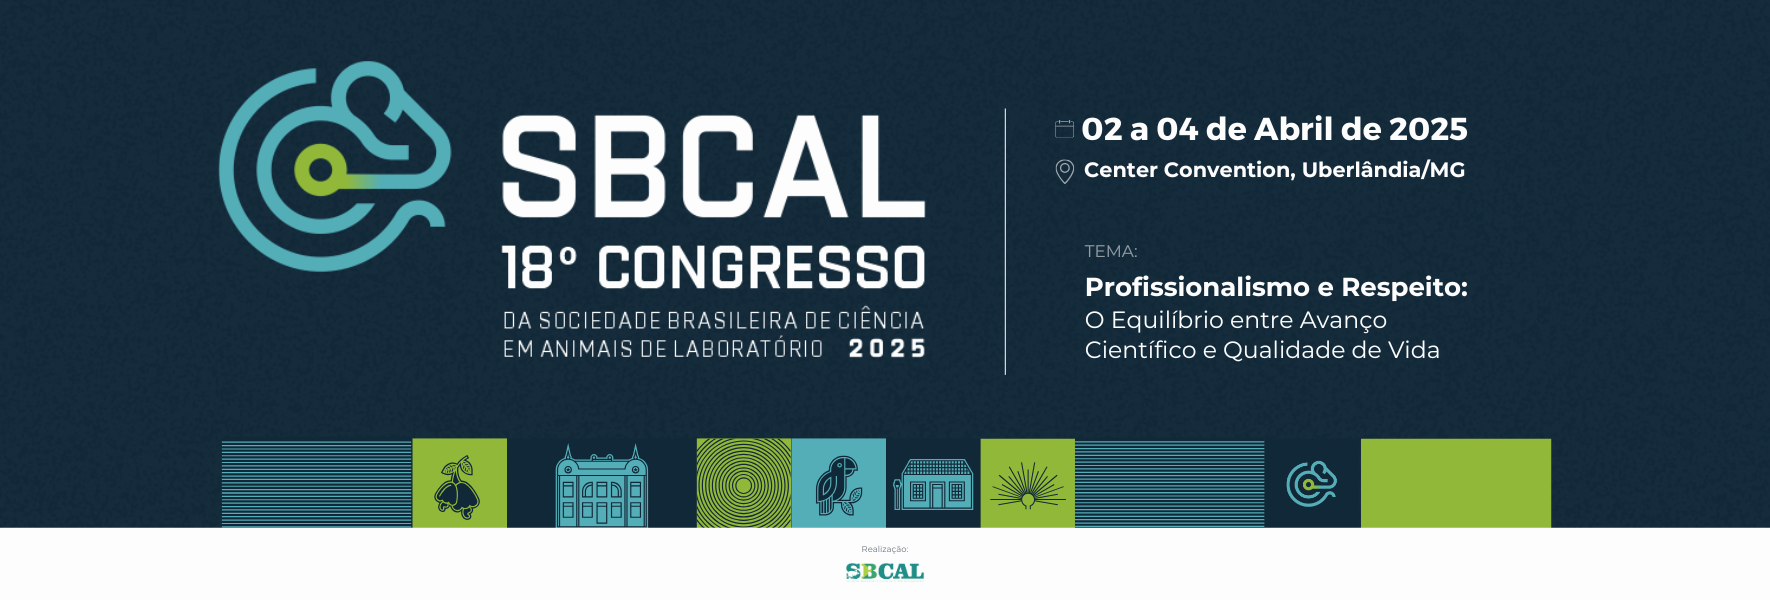 SBCAL
18º CONGRESSO
DA SOCIEDADE BRASILEIRA DE CIÊNCIA
EM ANIMAIS DE LABORATÓRIO 2025
02 a 04 de Abril de 2025
Center Convention, Uberlândia/MG
TEMA:
Profissionalismo e Respeito:
O Equilíbrio entre Avanço
Científico e Qualidade de Vida
Realização:
SBCAL